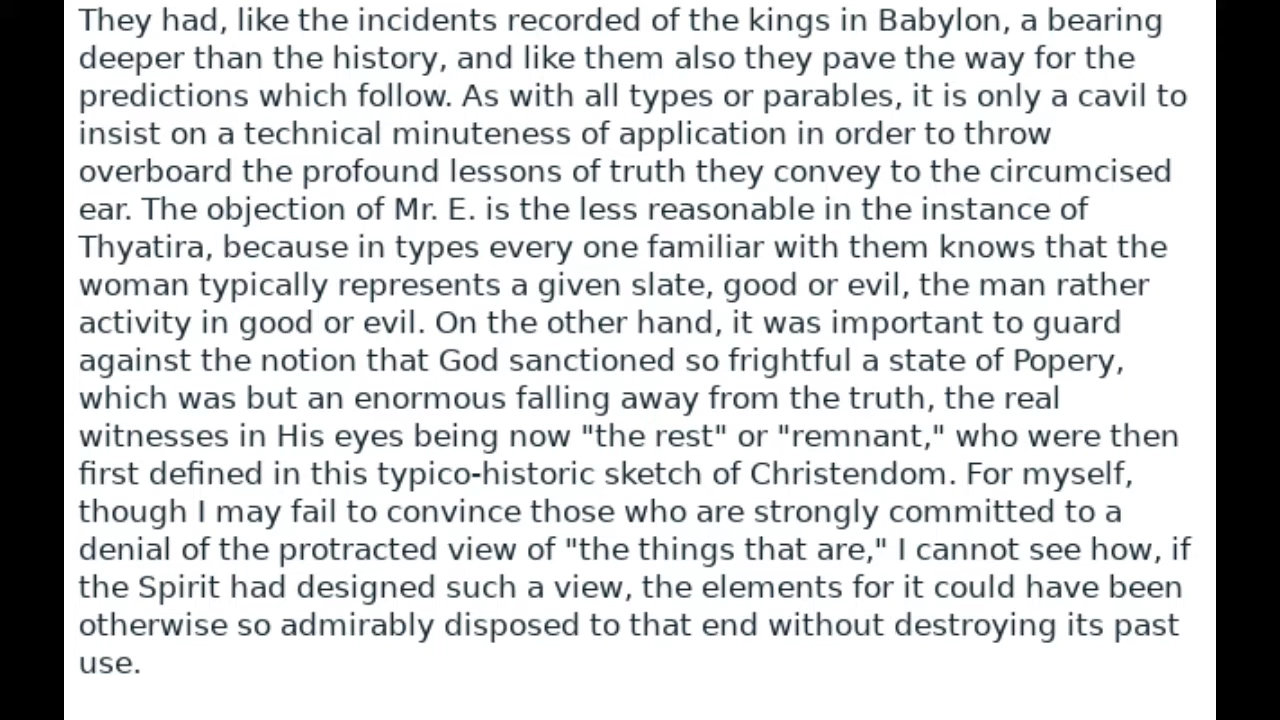 They had, like the incidents recorded of the kings in Babylon, a bearing
deeper than the history, and like them also they pave the way for the
predictions which follow. As with all types or parables, it is only a cavil to
insist on a technical minuteness of application in order to throw
overboard the profound lessons of truth they convey to the circumcised
ear. The objection of Mr. E. is the less reasonable in the instance of
Thyatira, because in types every one familiar with them knows that the
woman typically represents a given slate, good or evil, the man rather
activity in good or evil. On the other hand, it was important to guard
against the notion that God sanctioned so frightful a state of Popery,
which was but an enormous falling away from the truth, the real
witnesses in His eyes being now "the rest" or "remnant," who were then
first defined in this typico-historic sketch of Christendom. For myself,
though I may fail to convince those who are strongly committed to a
denial of the protracted view of "the things that are," I cannot see how, if
the Spirit had designed such a view, the elements for it could have been
otherwise so admirably disposed to that end without destroying its past
use.